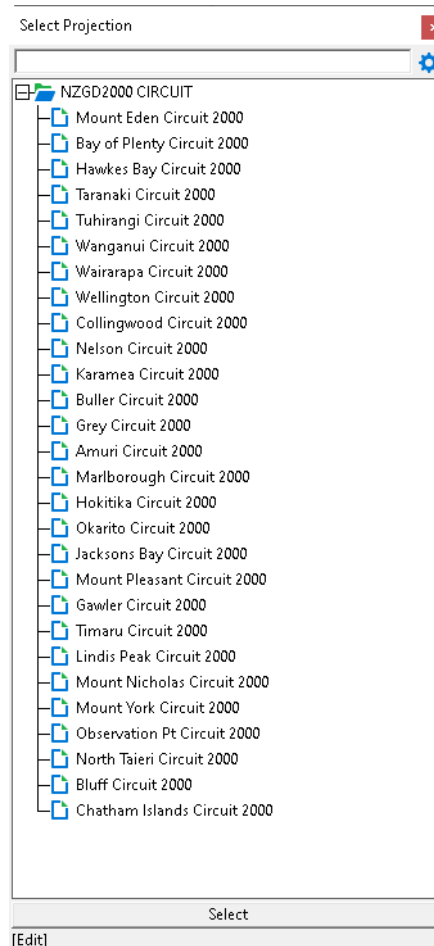 Select Projection
NZGD2000 CIRCUIT
Mount Eden Circuit 2000
Bay of Plenty Circuit 2000
Hawkes Bay Circuit 2000
Taranaki Circuit 2000
Tuhirangi Circuit 2000
Wanganui Circuit 2000
Wairarapa Circuit 2000
Wellington Circuit 2000
Collingwood Circuit 2000
Nelson Circuit 2000
Karamea Circuit 2000
Buller Circuit 2000
Grey Circuit 2000
Amuri Circuit 2000
Marlborough Circuit 2000
Hokitika Circuit 2000
Okarito Circuit 2000
Jacksons Bay Circuit 2000
Mount Pleasant Circuit 2000
Gawler Circuit 2000
Timaru Circuit 2000
Lindis Peak Circuit 2000
Mount Nicholas Circuit 2000
Mount York Circuit 2000
Observation Pt Circuit 2000
North Taieri Circuit 2000
Bluff Circuit 2000
Chatham Islands Circuit 2000
Select
[Edit]